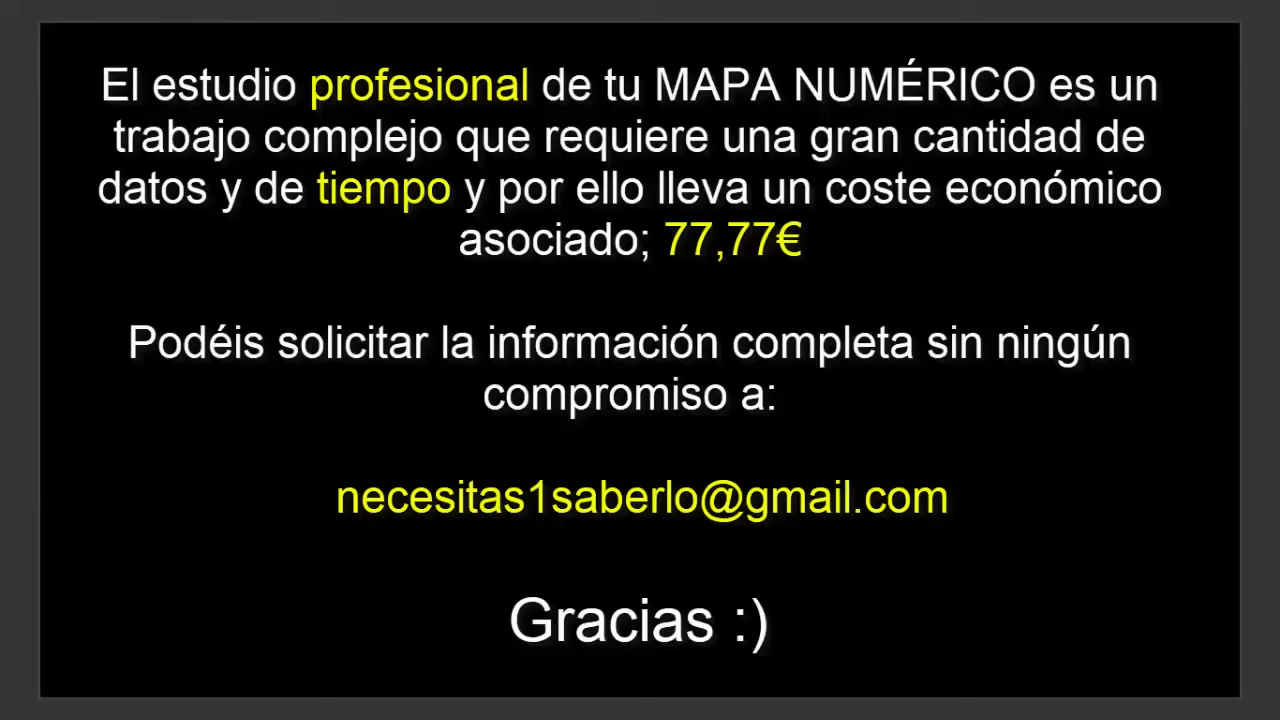 El estudio profesional de tu MAPA NUMÉRICO es un
trabajo complejo que requiere una gran cantidad de
datos y de tiempo y por ello lleva un coste económico
asociado; 77,77€
Podéis solicitar la información completa sin ningún
compromiso a:
necesitas1saberlo@gmail.com
Gracias :)